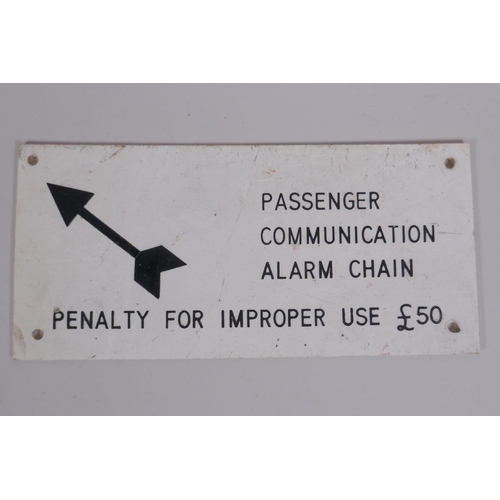 PASSENGER
COMMUNICATION
ALARM CHAIN
PENALTY FOR IMPROPER USE £50